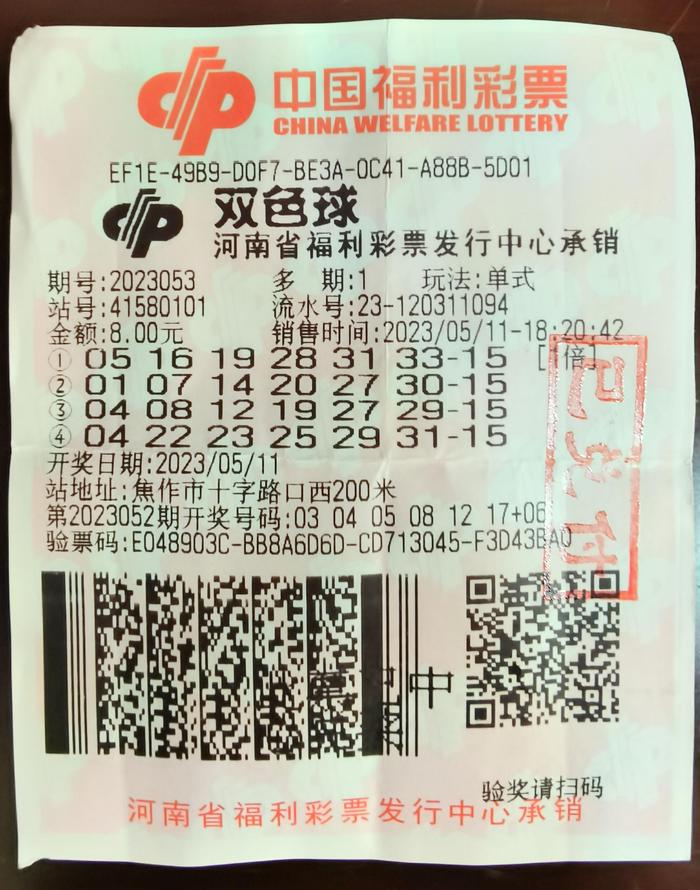 中国福利彩票
CHINA WELFARE LOTTERY
EF1E-49B9-D0F7-BE3A-0C41-A88B-5D01
双色球
河南省福利彩票发行中心承销
期号:2023053 多 期:1 玩法:单式
站号:41580101 流水号:23-120311094
金额:8.00元 销售时间:2023/05/11-18:20:42
① 05 16 19 28 31 33-15 [1倍]
② 01 07 14 20 27 30-15
③ 04 08 12 19 27 29-15
④ 04 22 23 25 29 31-15
已兑付
开奖日期:2023/05/11
站地址:焦作市十字路口西200米
第2023052期开奖号码:03 04 05 08 12 17+06
验票码:E048903C-BB8A6D6D-CD713045-F3D43BA0
中
验奖请扫码
河南省福利彩票发行中心承销